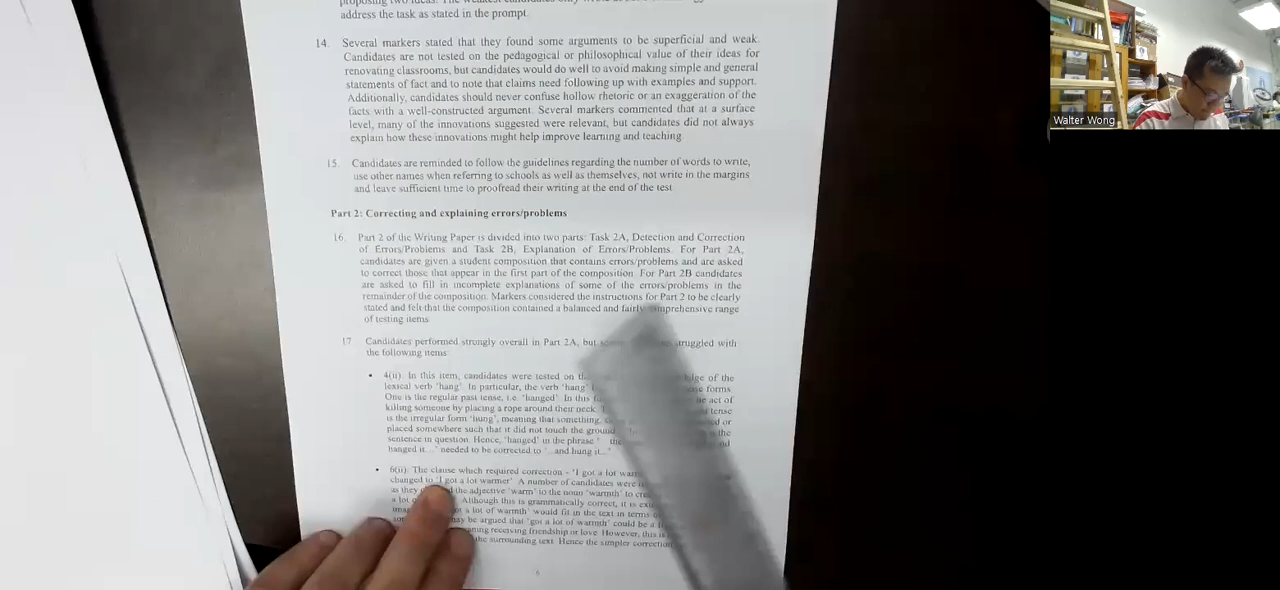 address the task as stated in the prompt.
14. Several markers stated that they found some arguments to be superficial and weak.
Candidates are not tested on the pedagogical or philosophical value of their ideas for
renovating classrooms, but candidates would do well to avoid making simple and general
statements of fact and to note that claims need following up with examples and support.
Additionally, candidates should never confuse hollow rhetoric or an exaggeration of the
facts with a well-constructed argument. Several markers commented that at a surface
level, many of the innovations suggested were relevant, but candidates did not always
explain how these innovations might help improve learning and teaching.
15. Candidates are reminded to follow the guidelines regarding the number of words to write,
use other names when referring to schools as well as themselves, not write in the margins
and leave sufficient time to proofread their writing at the end of the test.
Part 2: Correcting and explaining errors/problems
16. Part 2 of the Writing Paper is divided into two parts: Task 2A, Detection and Correction
of Errors/Problems and Task 2B, Explanation of Errors/Problems. For Part 2A,
candidates are given a student composition that contains errors/problems and are asked
to correct those that appear in the first part of the composition. For Part 2B candidates
are asked to fill in incomplete explanations of some of the errors/problems in the
remainder of the composition. Markers considered the instructions for Part 2 to be clearly
stated and felt that the composition contained a balanced and fairly comprehensive range
of testing items.
17. Candidates performed strongly overall in Part 2A, but struggled with
the following items:
• 4(ii): In this item, candidates were tested on of the
lexical verb 'hang'. In particular, the verb 'hang' forms.
One is the regular past tense, i.e. 'hanged'. In this act of
killing someone by placing a rope around their neck. tense
is the irregular form 'hung', meaning that something, or
placed somewhere such that it did not touch the ground the
sentence in question. Hence, 'hanged' in the phrase
hanged it...' needed to be corrected to '...and hung it...'
• 6(ii): The clause which required correction - 'I got a lot
changed to 'I got a lot warmer'. A number of candidates were
as they the adjective 'warm' to the noun 'warmth' to
a lot Although this is grammatically correct, it is
a lot of warmth' would fit in the text in terms
may be argued that 'got a lot of warmth' could be a
receiving friendship or love. However, this is
the surrounding text. Hence the simpler correction
Walter Wong